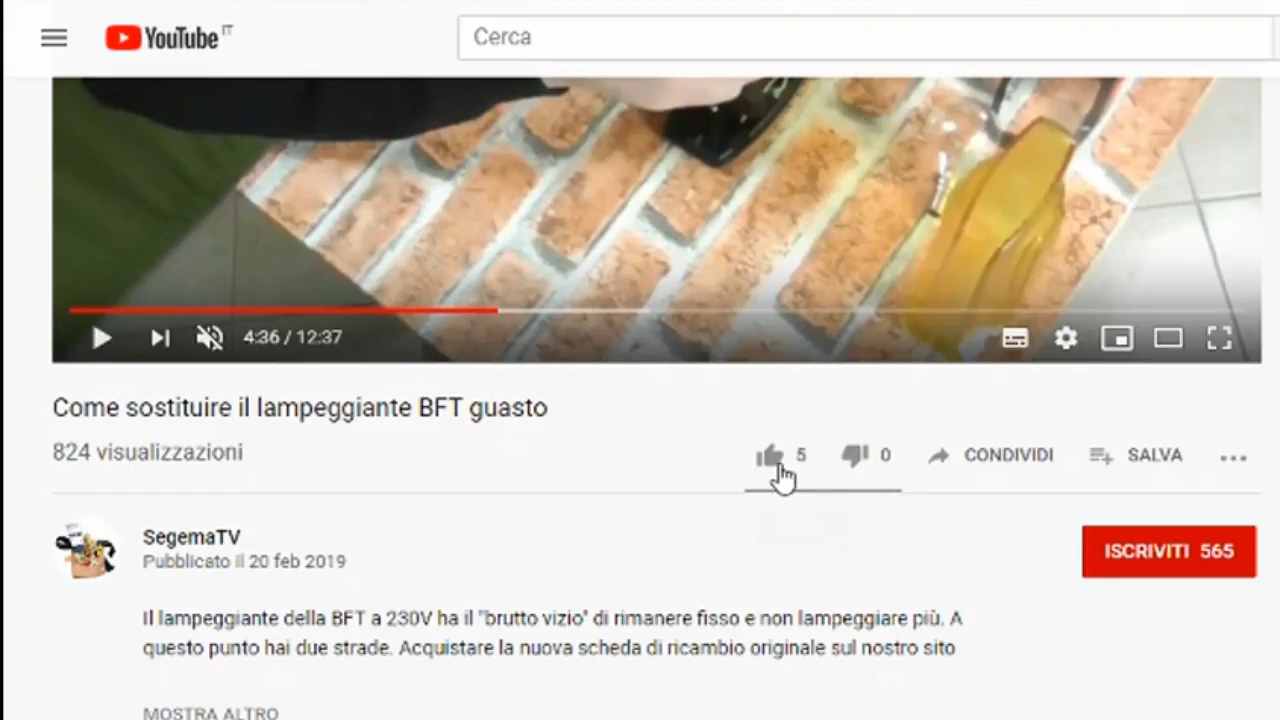 YouTube IT
Cerca
4:36 / 12:37
Come sostituire il lampeggiante BFT guasto
824 visualizzazioni
5
0
CONDIVIDI
SALVA
SegemaTV
Pubblicato il 20 feb 2019
ISCRIVITI 565
Il lampeggiante della BFT a 230V ha il "brutto vizio" di rimanere fisso e non lampeggiare più. A
questo punto hai due strade. Acquistare la nuova scheda di ricambio originale sul nostro sito
MOSTRA ALTRO